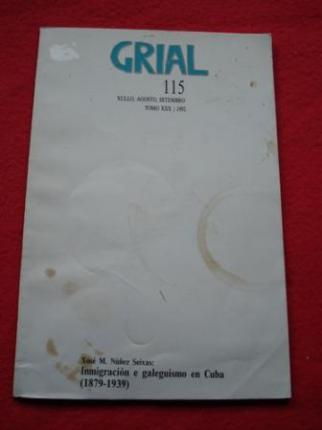 GRIAL
115
XULLO, AGOSTO, SETEMBRO
TOMO XXX / 1992
Xosé M. Núñez Seixas:
Inmigración e galeguismo en Cuba
(1879-1939)